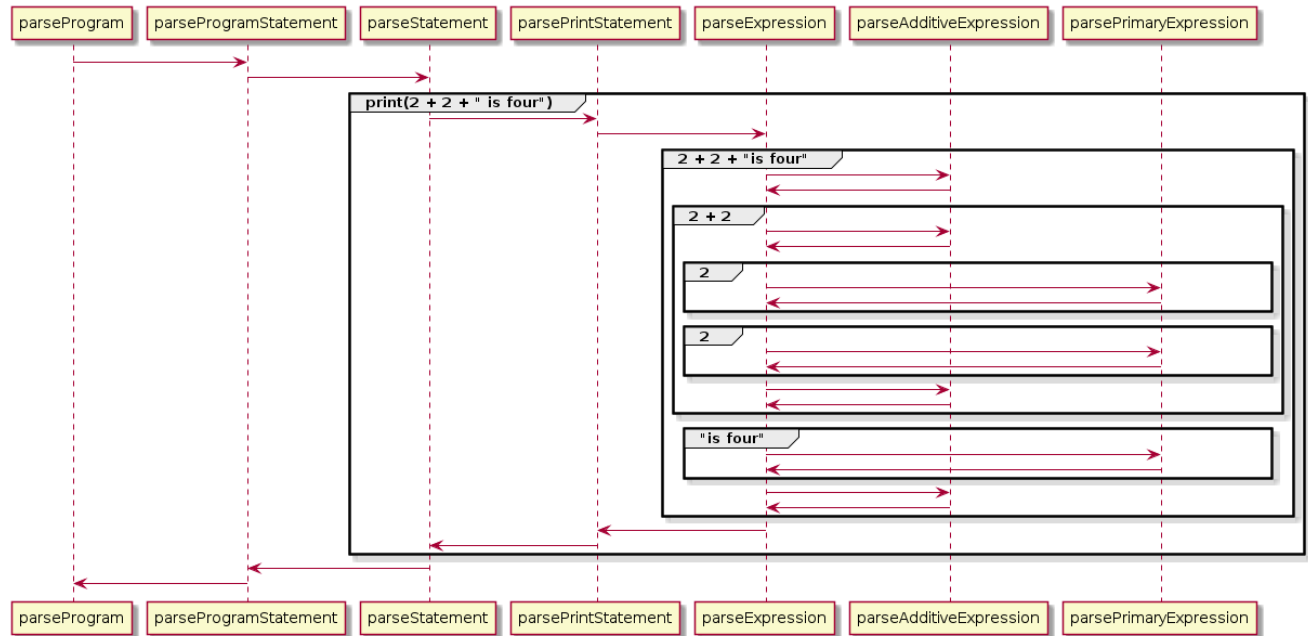 parseProgram parseProgramStatement parseStatement parsePrintStatement parseExpression parseAdditiveExpression parsePrimaryExpression
print(2 + 2 + " is four")
2 + 2 + "is four"
2 + 2
2
2
"is four"
parseProgram parseProgramStatement parseStatement parsePrintStatement parseExpression parseAdditiveExpression parsePrimaryExpression